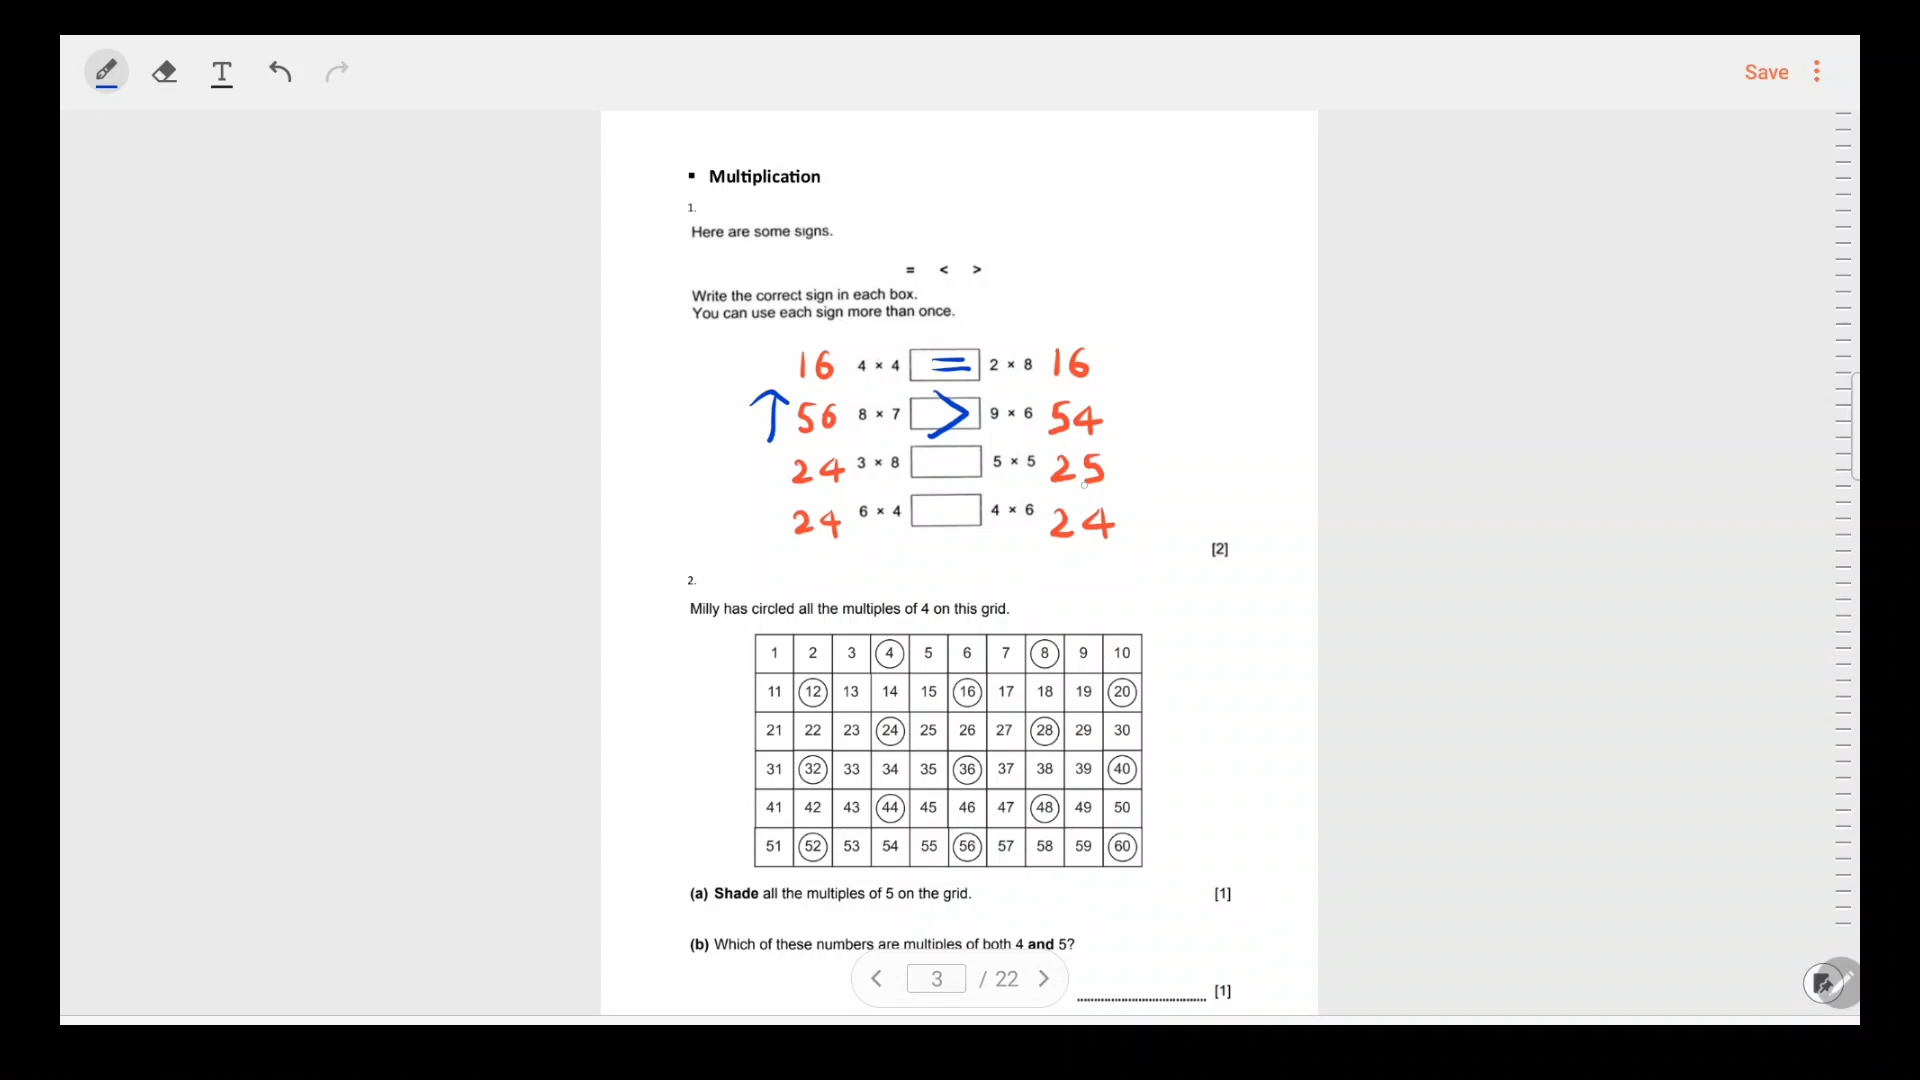 Save
▪ Multiplication
1.
Here are some signs.
= < >
Write the correct sign in each box.
You can use each sign more than once.
16 4 × 4 = 2 × 8 16
↑ 56 8 × 7 > 9 × 6 54
24 3 × 8 5 × 5 25
24 6 × 4 4 × 6 24
[2]
2.
Milly has circled all the multiples of 4 on this grid.
1 2 3 4 5 6 7 8 9 10
11 12 13 14 15 16 17 18 19 20
21 22 23 24 25 26 27 28 29 30
31 32 33 34 35 36 37 38 39 40
41 42 43 44 45 46 47 48 49 50
51 52 53 54 55 56 57 58 59 60
(a) Shade all the multiples of 5 on the grid. [1]
(b) Which of these numbers are multiples of both 4 and 5?
3 / 22
[1]